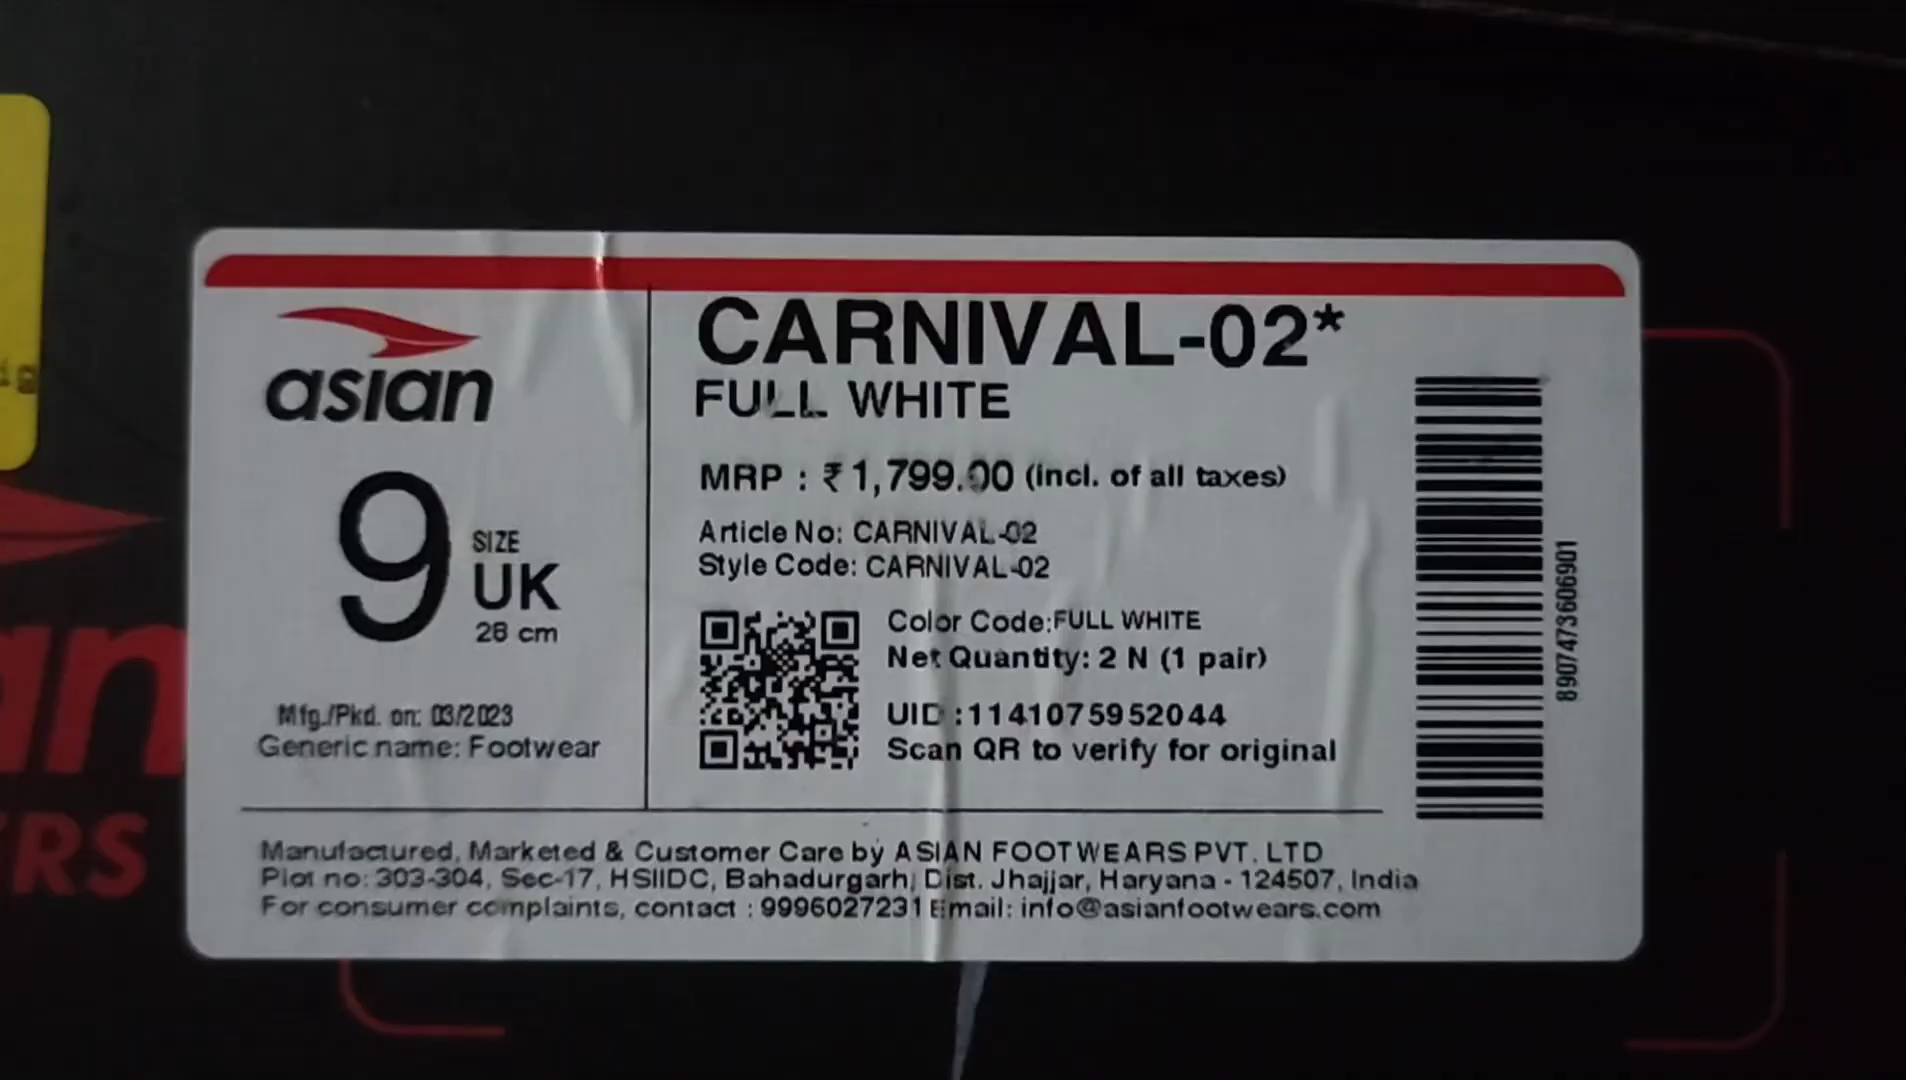 asian
9
SIZE
UK
28 cm
Mfg./Pkd. on: 03/2023
Generic name: Footwear
CARNIVAL-02*
FULL WHITE
MRP : ₹ 1,799.00 (incl. of all taxes)
Article No: CARNIVAL-02
Style Code: CARNIVAL-02
Color Code:FULL WHITE
Net Quantity: 2 N (1 pair)
UID :1141075952044
Scan QR to verify for original
8907473606901
Manufactured, Marketed & Customer Care by ASIAN FOOTWEARS PVT. LTD
Plot no: 303-304, Sec-17, HSIIDC, Bahadurgarh, Dist. Jhajjar, Haryana - 124507, India
For consumer complaints, contact : 9996027231 Email: info@asianfootwears.com
an
ERS